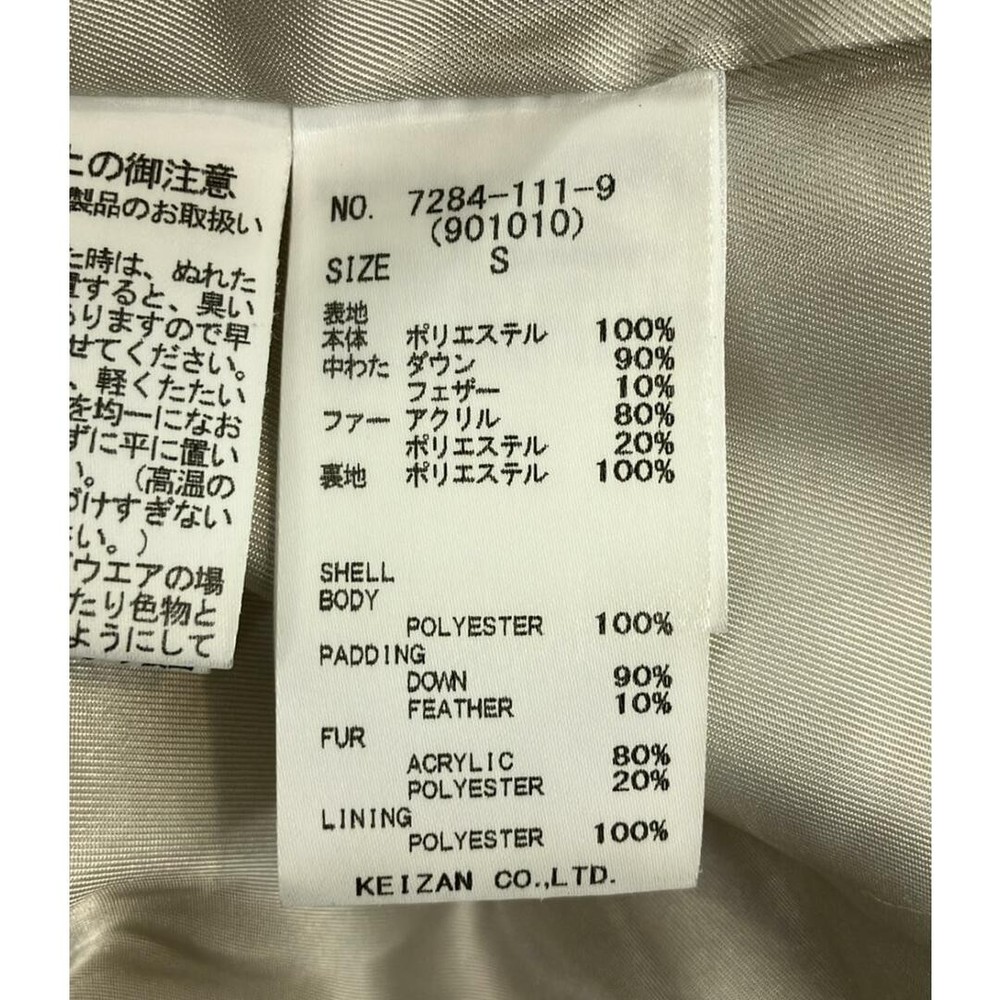 との御注意
製品のお取扱い
た時は、ぬれた
置すると、臭い
ありますので早
せてください。
、軽くたたい
を均一になお
ずに平に置い
い。(高温の
づけすぎない
さい。)
ウエアの場
たり色物と
ようにして
NO. 7284-111-9
(901010)
SIZE S
表地
本体 ポリエステル 100%
中わた ダウン 90%
フェザー 10%
ファー アクリル 80%
ポリエステル 20%
裏地 ポリエステル 100%
SHELL
BODY
POLYESTER 100%
PADDING
DOWN 90%
FEATHER 10%
FUR
ACRYLIC 80%
POLYESTER 20%
LINING
POLYESTER 100%
KEIZAN CO.,LTD.